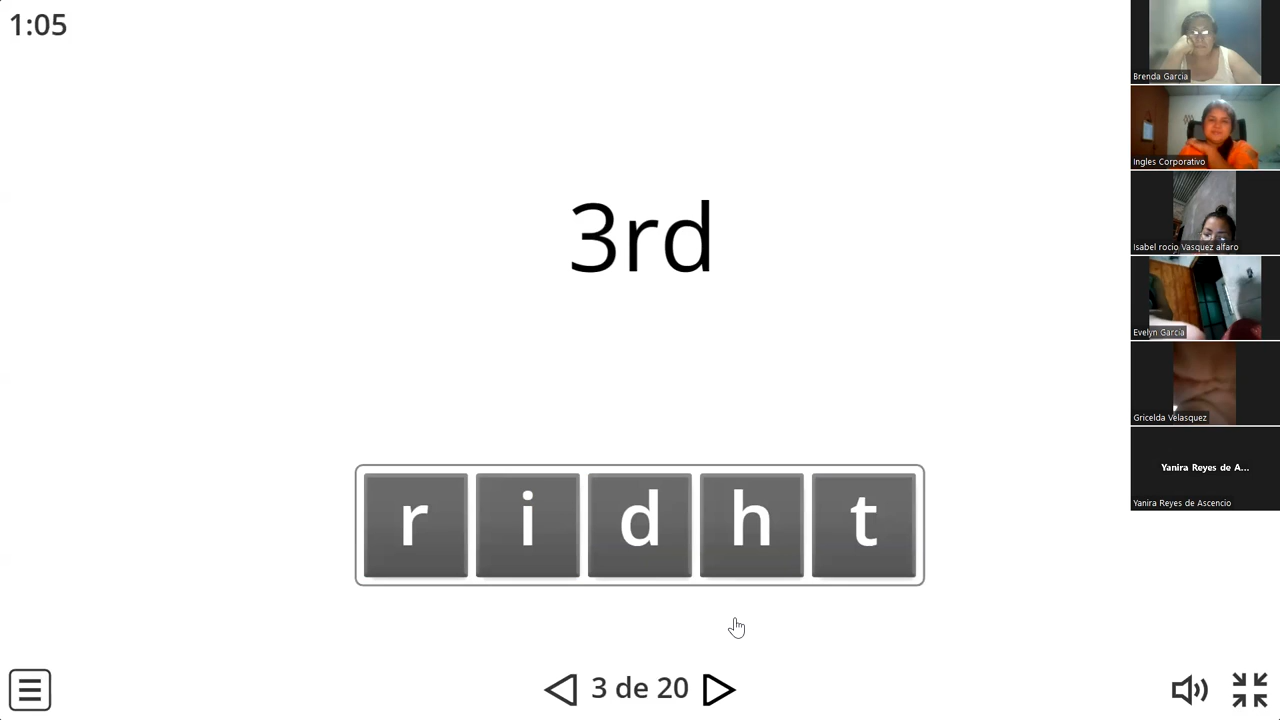 1:05
3rd
r i d h t
3 de 20
Brenda Garcia
Ingles Corporativo
Isabel rocio Vasquez alfaro
Evelyn García
Gricelda Velasquez
Yanira Reyes de A...
Yanira Reyes de Ascencio